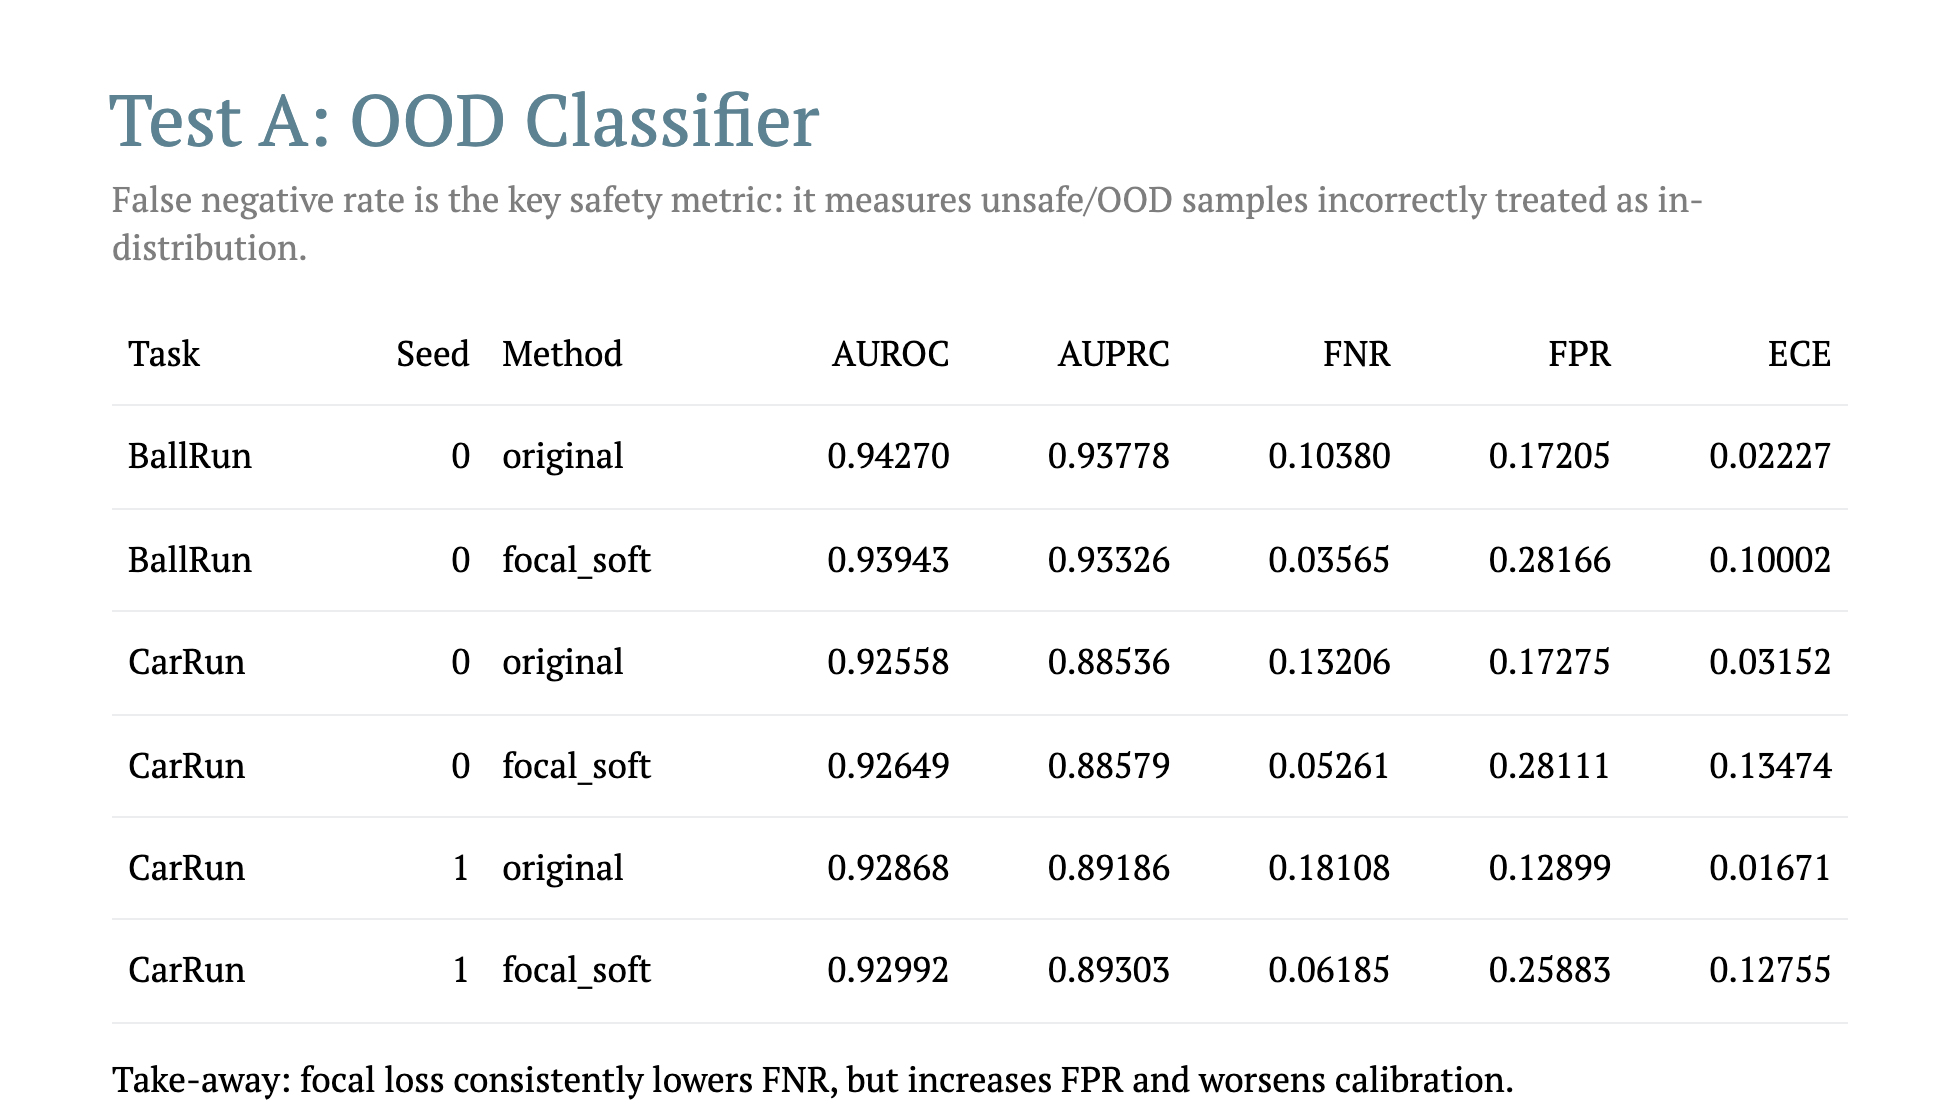 Test A: OOD Classifier
False negative rate is the key safety metric: it measures unsafe/OOD samples incorrectly treated as in-
distribution.
Task Seed Method AUROC AUPRC FNR FPR ECE
BallRun 0 original 0.94270 0.93778 0.10380 0.17205 0.02227
BallRun 0 focal_soft 0.93943 0.93326 0.03565 0.28166 0.10002
CarRun 0 original 0.92558 0.88536 0.13206 0.17275 0.03152
CarRun 0 focal_soft 0.92649 0.88579 0.05261 0.28111 0.13474
CarRun 1 original 0.92868 0.89186 0.18108 0.12899 0.01671
CarRun 1 focal_soft 0.92992 0.89303 0.06185 0.25883 0.12755
Take-away: focal loss consistently lowers FNR, but increases FPR and worsens calibration.